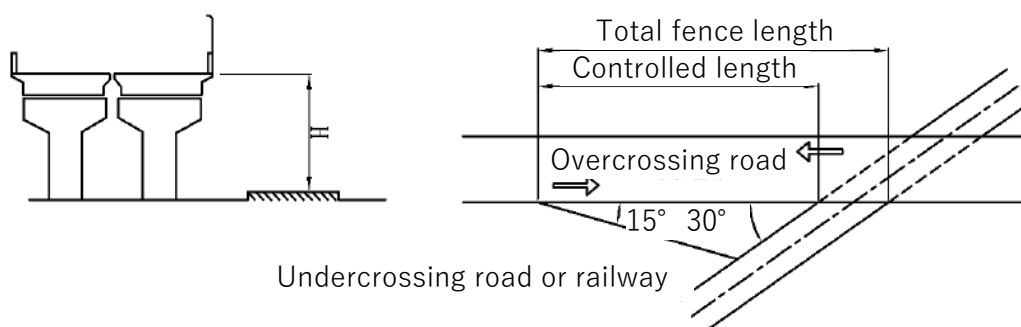 H
Total fence length
Controlled length
Overcrossing road
15° 30°
Undercrossing road or railway